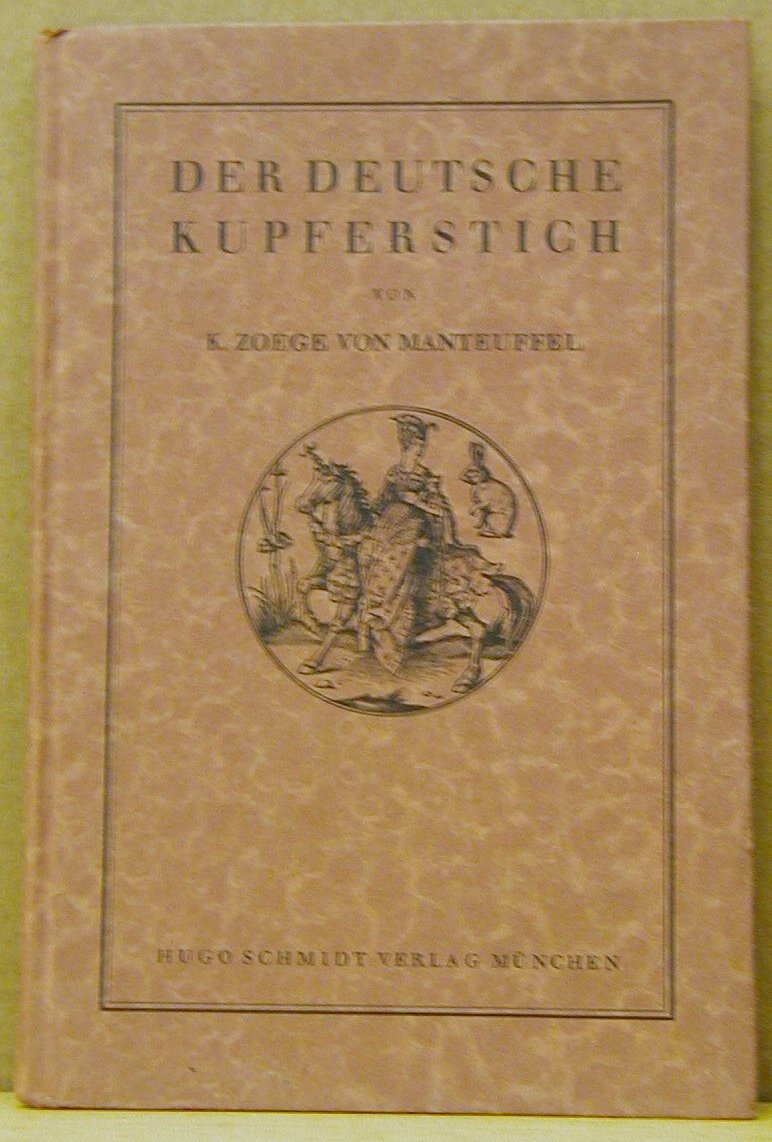 DER DEUTSCHE
KUPFERSTICH
VON
K. ZOEGE VON MANTEUFFEL
HUGO SCHMIDT VERLAG MÜNCHEN